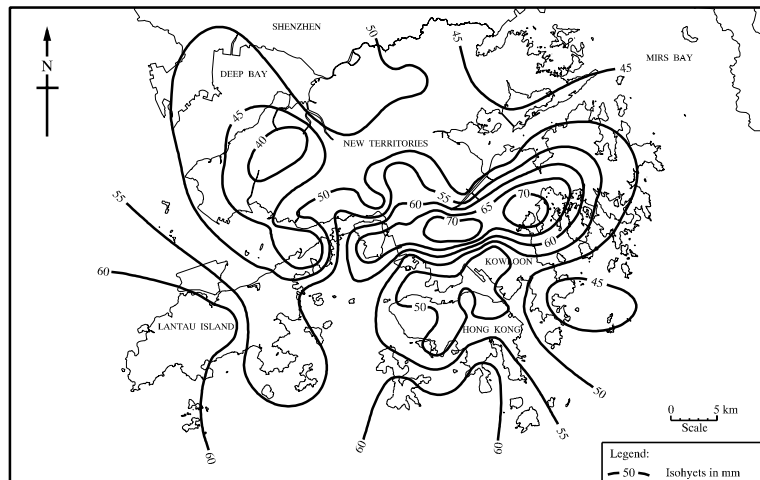 SHENZHEN
50
45
MIRS BAY
N
DEEP BAY
45
45
40
NEW TERRITORIES
50
55
55
60
65
70
70
60
60
KOWLOON
45
50
LANTAU ISLAND
HONG KONG
50
60
60
60
55
0 5 km
Scale
Legend:
50 Isohyets in mm